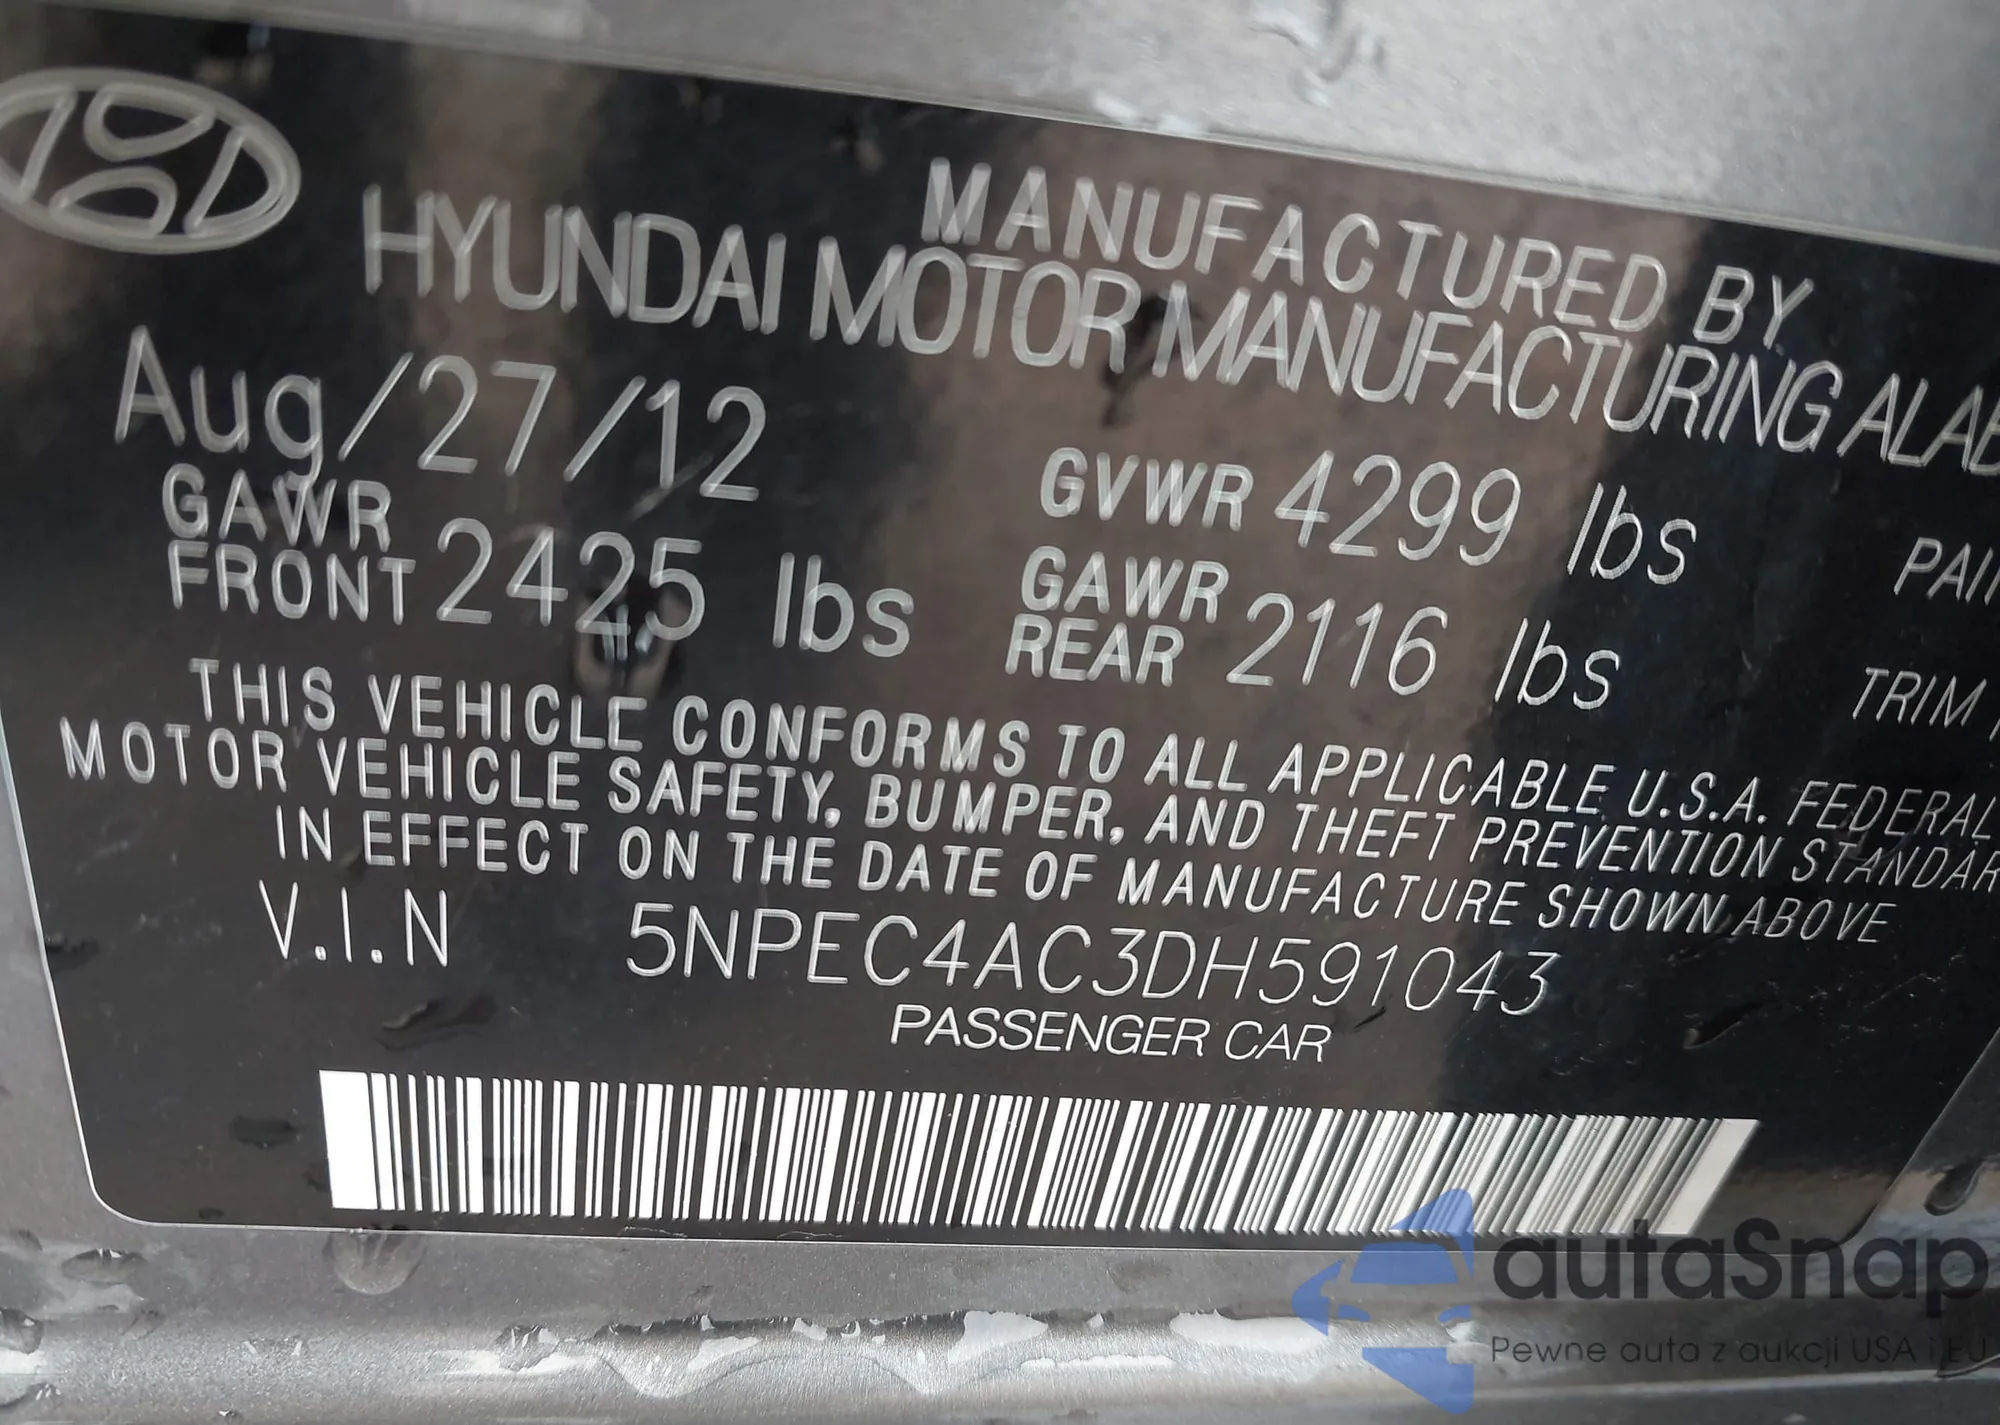 MANUFACTURED BY
HYUNDAI MOTOR MANUFACTURING ALAB
Aug/27/12
GVWR 4299 lbs
GAWR FRONT 2425 lbs
GAWR REAR 2116 lbs
PAI
TRIM
THIS VEHICLE CONFORMS TO ALL APPLICABLE U.S.A. FEDERAL
MOTOR VEHICLE SAFETY, BUMPER, AND THEFT PREVENTION STANDAR
IN EFFECT ON THE DATE OF MANUFACTURE SHOWN ABOVE
V.I.N 5NPEC4AC3DH591043
PASSENGER CAR
autaSnap
Pewne auta z aukcji USA i EU